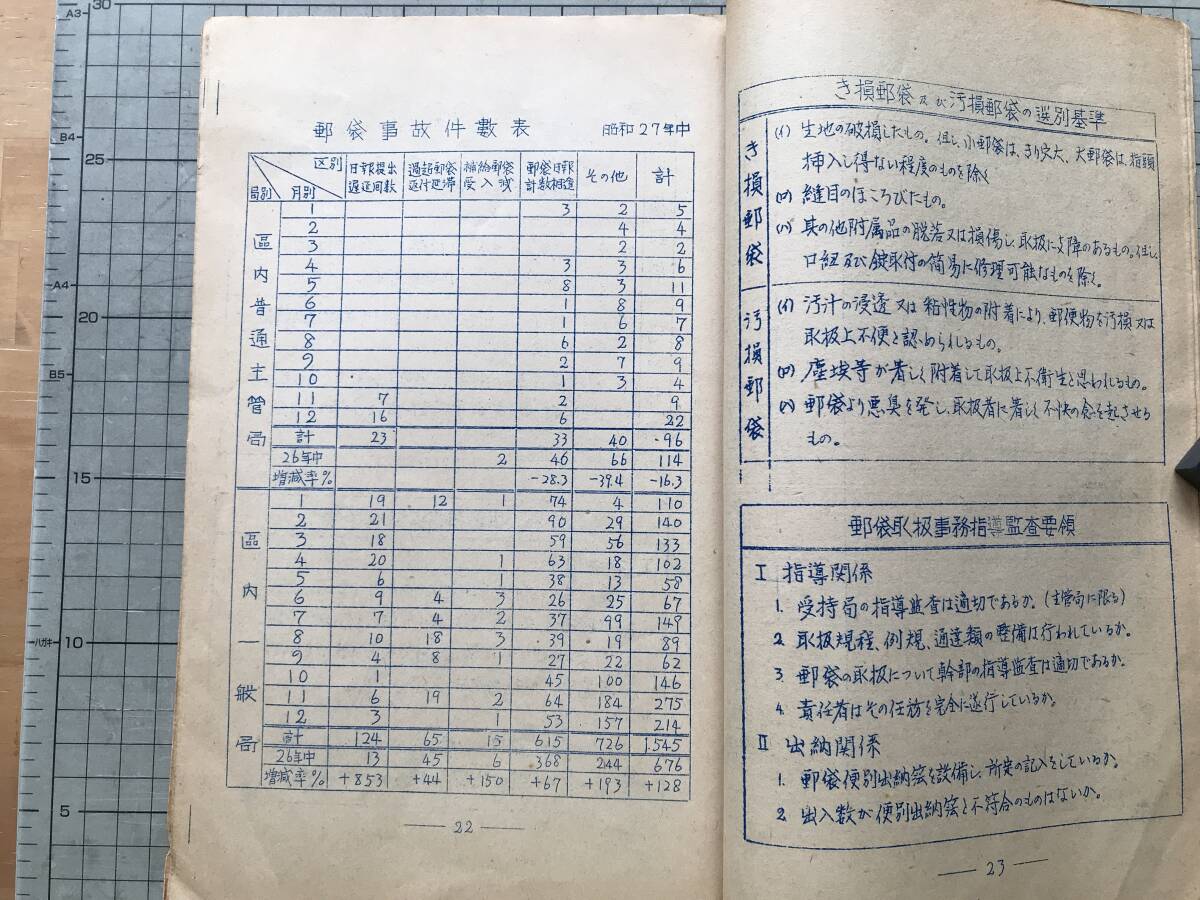 郵袋事故件数表 昭和27年中
区別 局別 月別 日報提出遅延回数 過超郵袋返付遅滞 補給郵袋受入 郵袋日報計数相違 その他 計
區内普通主管局
1 3 2 5
2 4 4
3 2 2
4 3 3 6
5 8 3 11
6 1 8 9
7 1 6 7
8 6 2 8
9 2 7 9
10 1 3 4
11 7 2 9
12 16 6 22
計 23 33 40 96
26年中 2 46 66 114
増減率% -28.3 -39.4 -16.3
區内一般局
1 19 12 1 74 4 110
2 21 90 29 140
3 18 59 56 133
4 20 1 63 18 102
5 6 1 38 13 58
6 9 4 3 26 25 67
7 7 4 2 37 99 149
8 10 18 3 39 19 89
9 4 8 1 27 22 62
10 1 45 100 146
11 6 19 2 64 184 275
12 3 1 53 157 214
計 124 65 15 615 726 1.545
26年中 13 45 6 368 244 676
増減率% +853 +44 +150 +67 +193 +128
22
き損郵袋及び汚損郵袋の選別基準
き損郵袋
(イ) 生地の破損したもの。但し、小郵袋は、きり穴大、大郵袋は、指頭
挿入し得ない程度のものを除く
(ロ) 縫目のほころびたもの。
(ハ) 其の他附属品の脱落又は損傷し、取扱に支障のあるもの。但し、
口紐及び錠取付の簡易に修理可能なものを除く。
汚損郵袋
(イ) 汚汁の浸透又は粘性物の附着により、郵便物を汚損又は
取扱上不便と認められるもの。
(ロ) 塵埃等が著しく附着して取扱上不衛生と思われるもの。
(ハ) 郵袋より悪臭を発し、取扱者に著しく不快の念を起させる
もの。
郵袋取扱事務指導監査要領
I 指導関係
1. 受持局の指導監査は適切であるか。(主管局に限る)
2. 取扱規程、例規、通達類の整備は行われているか。
3. 郵袋の取扱について幹部の指導監査は適切であるか。
4. 責任者はその任務を完全に遂行しているか。
II 出納関係
1. 郵袋便別出納簿を設備し、所定の記入をしているか。
2. 出入数が便別出納簿と不符合のものはないか。
23
A3 30
B4
25
A4
20
B5
15
ハガキ 10
5